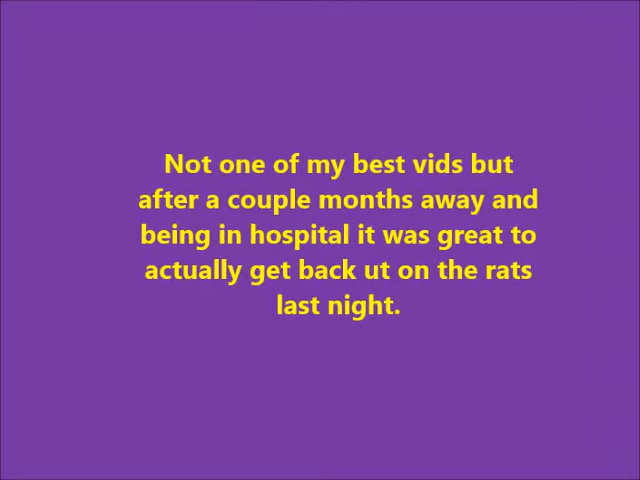 Not one of my best vids but
after a couple months away and
being in hospital it was great to
actually get back ut on the rats
last night.